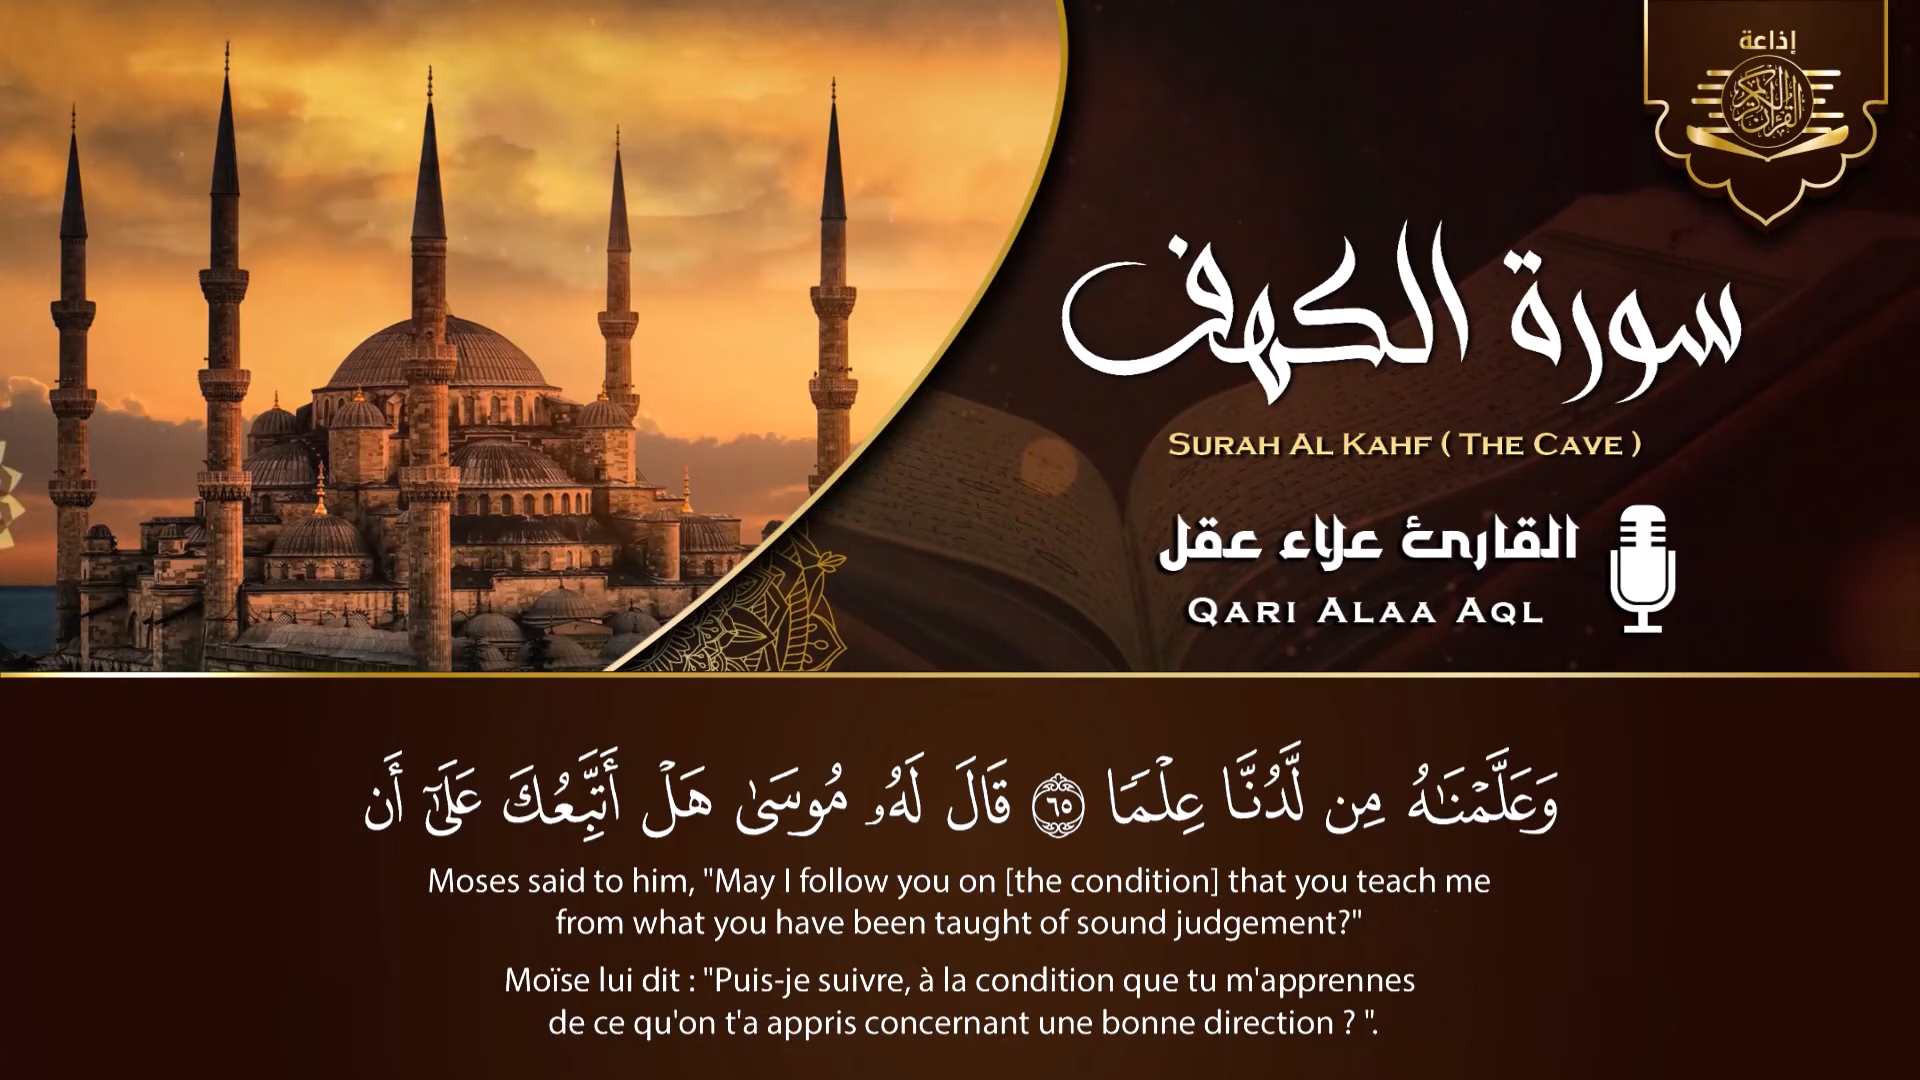 إذاعة
القرآن الكريم
سورة الكهف
SURAH AL KAHF ( THE CAVE )
القارئ علاء عقل
QARI ALAA AQL
وَعَلَّمْنَٰهُ مِن لَّدُنَّا عِلْمًا ٦٥ قَالَ لَهُۥ مُوسَىٰ هَلْ أَتَّبِعُكَ عَلَىٰٓ أَن
Moses said to him, "May I follow you on [the condition] that you teach me
from what you have been taught of sound judgement?"
Moïse lui dit : "Puis-je suivre, à la condition que tu m'apprennes
de ce qu'on t'a appris concernant une bonne direction ? ".